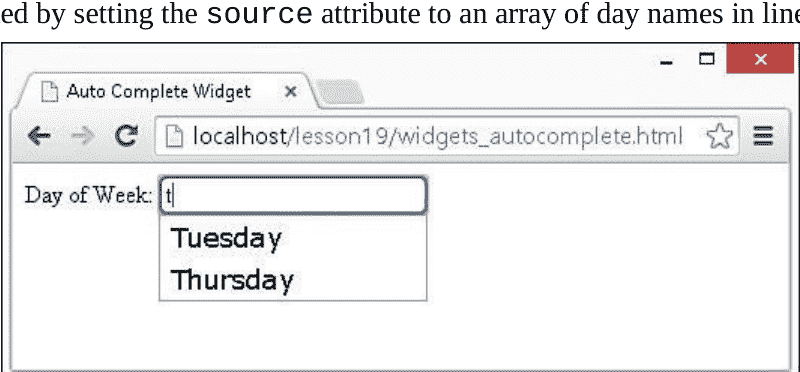 ed by setting the source attribute to an array of day names in line
Auto Complete Widget
localhost/lesson19/widgets_autocomplete.html
Day of Week: t
Tuesday
Thursday